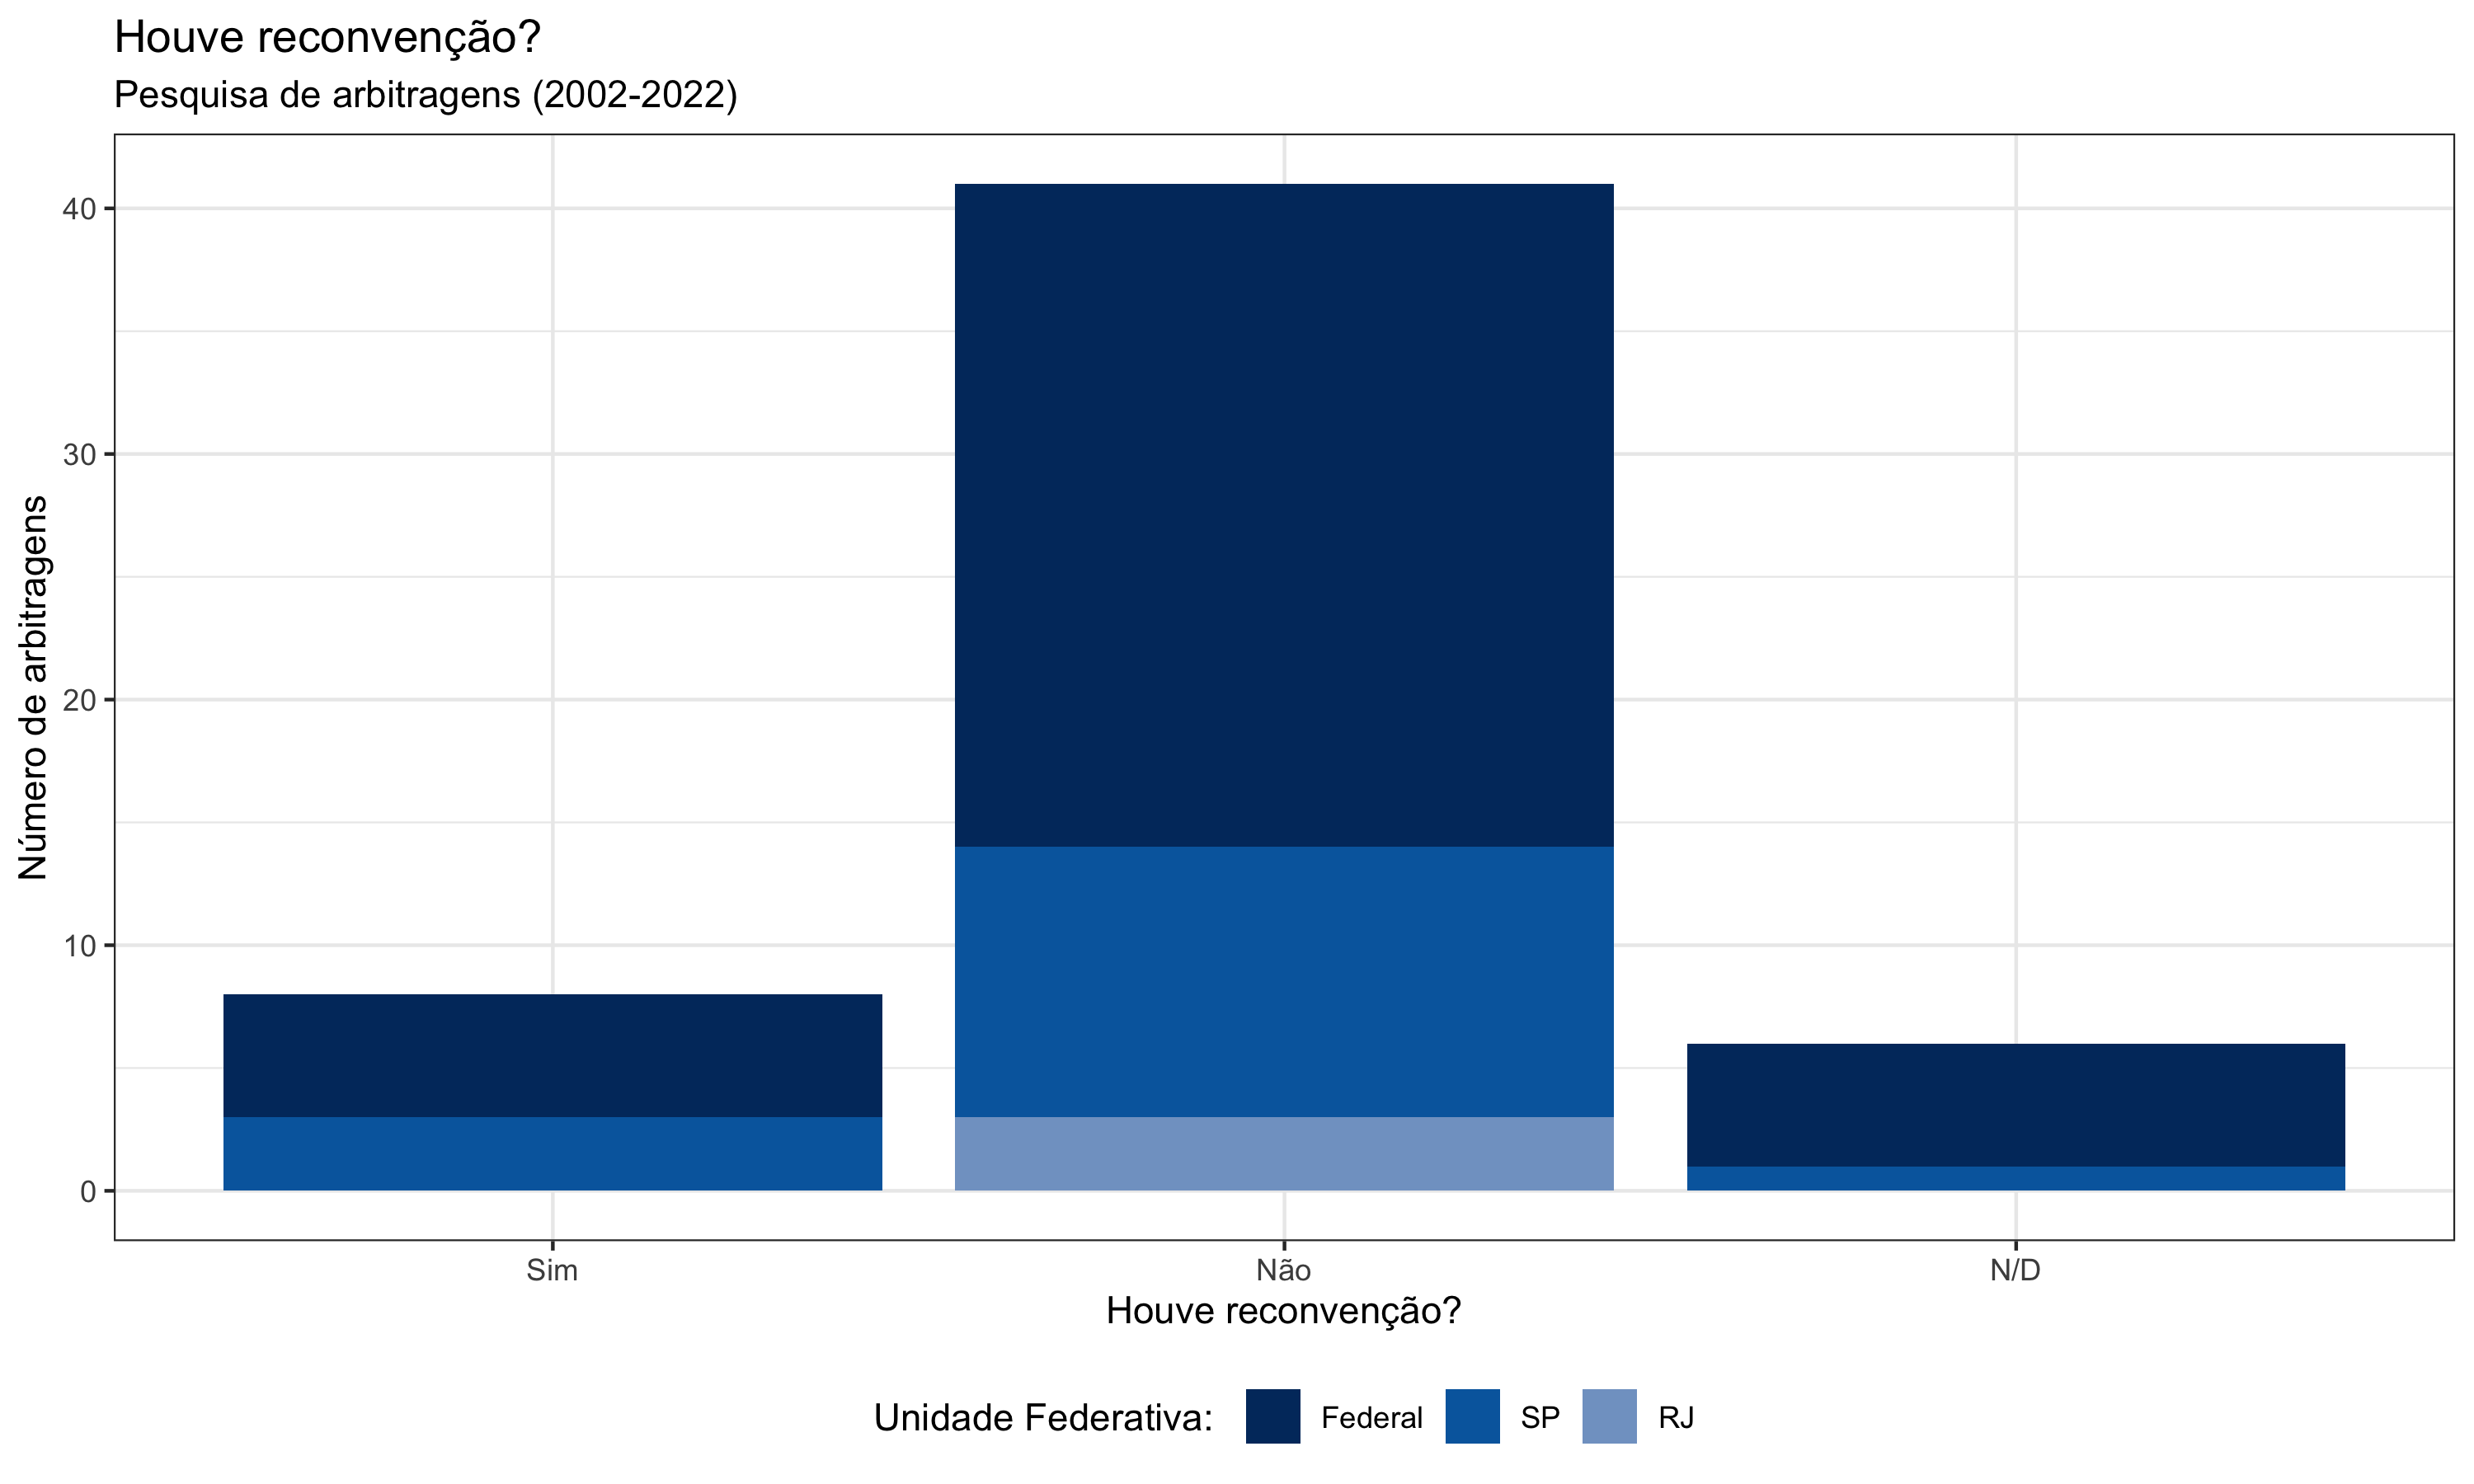 Houve reconvenção?
Pesquisa de arbitragens (2002-2022)
Número de arbitragens
40
30
20
10
0
Sim Não N/D
Houve reconvenção?
Unidade Federativa: Federal SP RJ